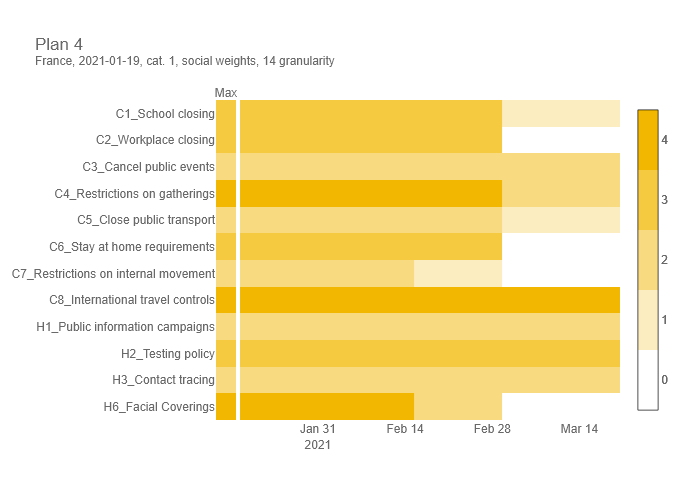 Plan 4
France, 2021-01-19, cat. 1, social weights, 14 granularity
Max
C1_School closing
C2_Workplace closing
C3_Cancel public events
C4_Restrictions on gatherings
C5_Close public transport
C6_Stay at home requirements
C7_Restrictions on internal movement
C8_International travel controls
H1_Public information campaigns
H2_Testing policy
H3_Contact tracing
H6_Facial Coverings
Jan 31 Feb 14 Feb 28 Mar 14
2021
4
3
2
1
0